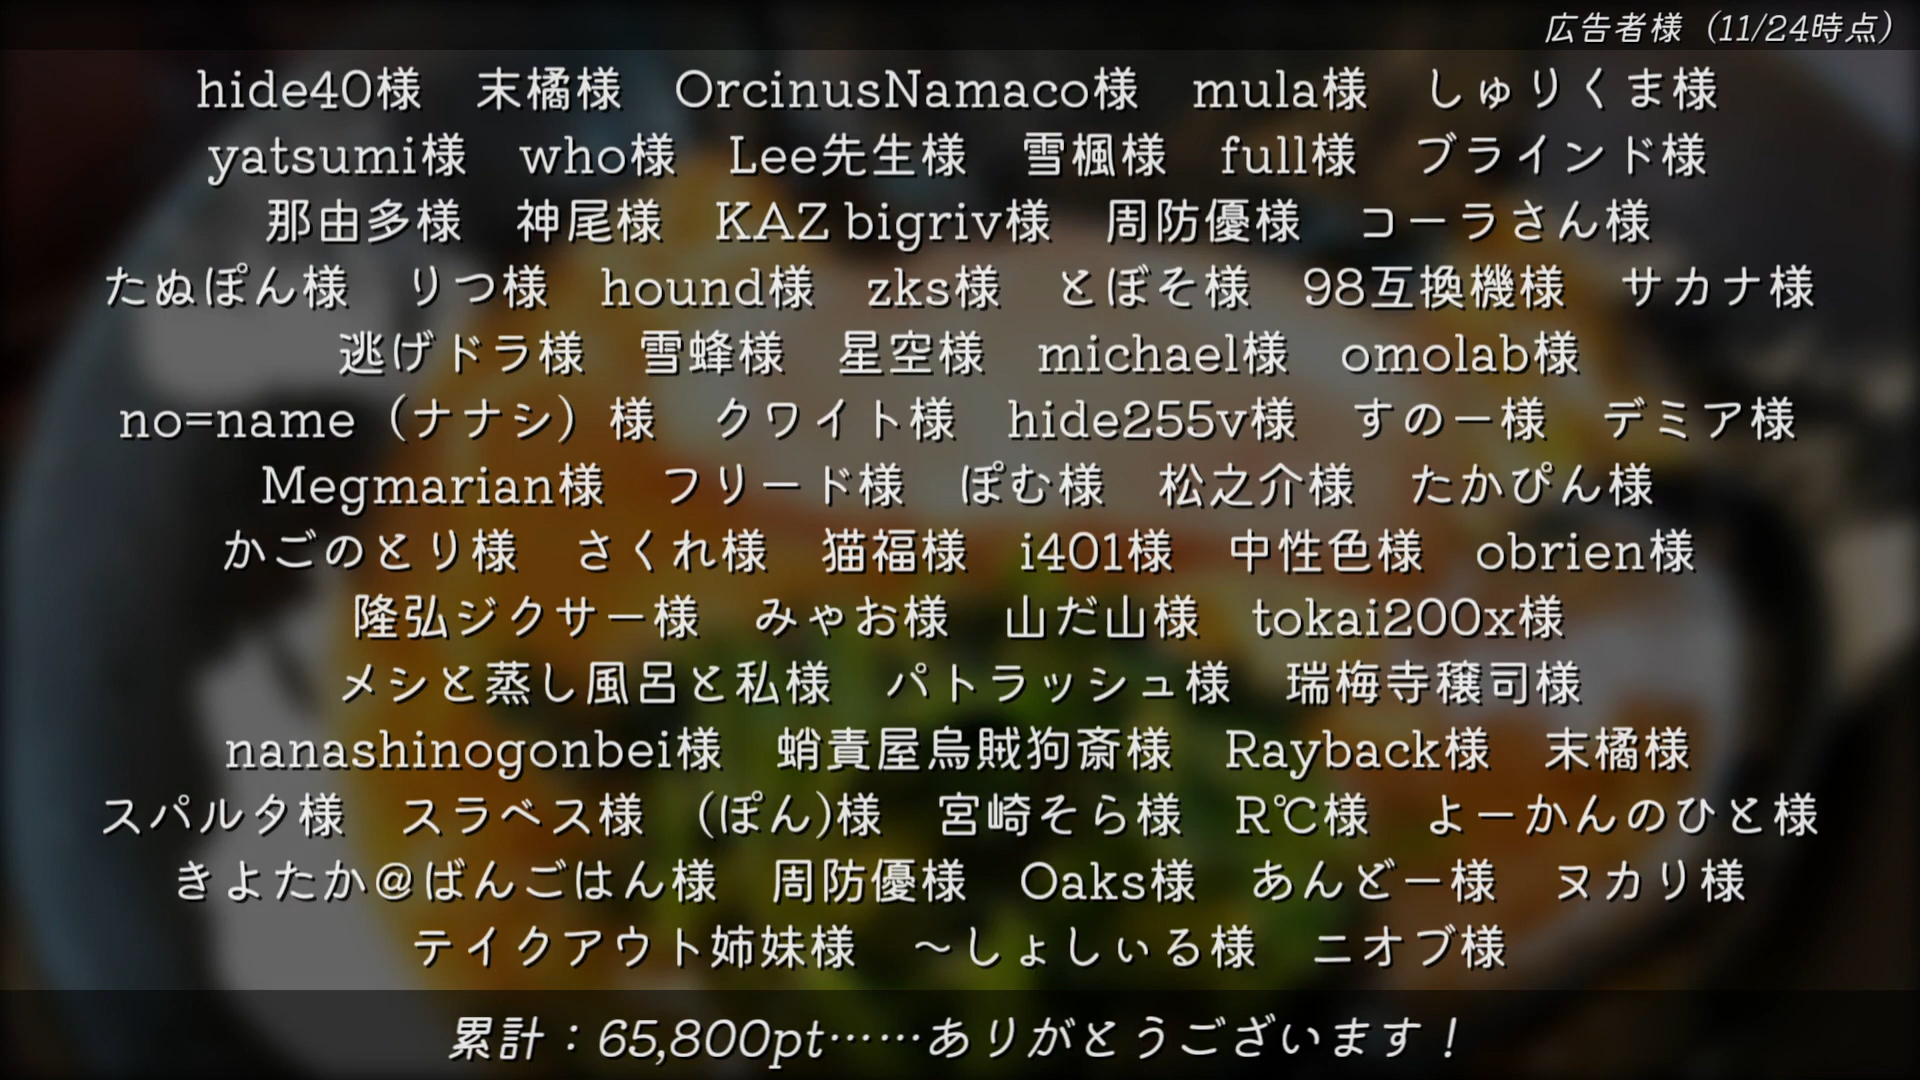 広告者様（11/24時点）
hide40様　末橘様　OrcinusNamaco様　mula様　しゅりくま様
yatsumi様　who様　Lee先生様　雪楓様　full様　ブラインド様
那由多様　神尾様　KAZ bigriv様　周防優様　コーラさん様
たぬぽん様　りつ様　hound様　zks様　とぼそ様　98互換機様　サカナ様
逃げドラ様　雪蜂様　星空様　michael様　omolab様
no=name（ナナシ）様　クワイト様　hide255v様　すのー様　デミア様
Megmarian様　フリード様　ぽむ様　松之介様　たかぴん様
かごのとり様　さくれ様　猫福様　i401様　中性色様　obrien様
隆弘ジクサー様　みゃお様　山だ山様　tokai200x様
メシと蒸し風呂と私様　パトラッシュ様　瑞梅寺穣司様
nanashinogonbei様　蛸責屋烏賊狗斎様　Rayback様　末橘様
スパルタ様　スラベス様　(ぽん)様　宮崎そら様　R℃様　よーかんのひと様
きよたか@ばんごはん様　周防優様　Oaks様　あんどー様　ヌカリ様
テイクアウト姉妹様　～しょしぃる様　ニオブ様
累計：65,800pt……ありがとうございます！